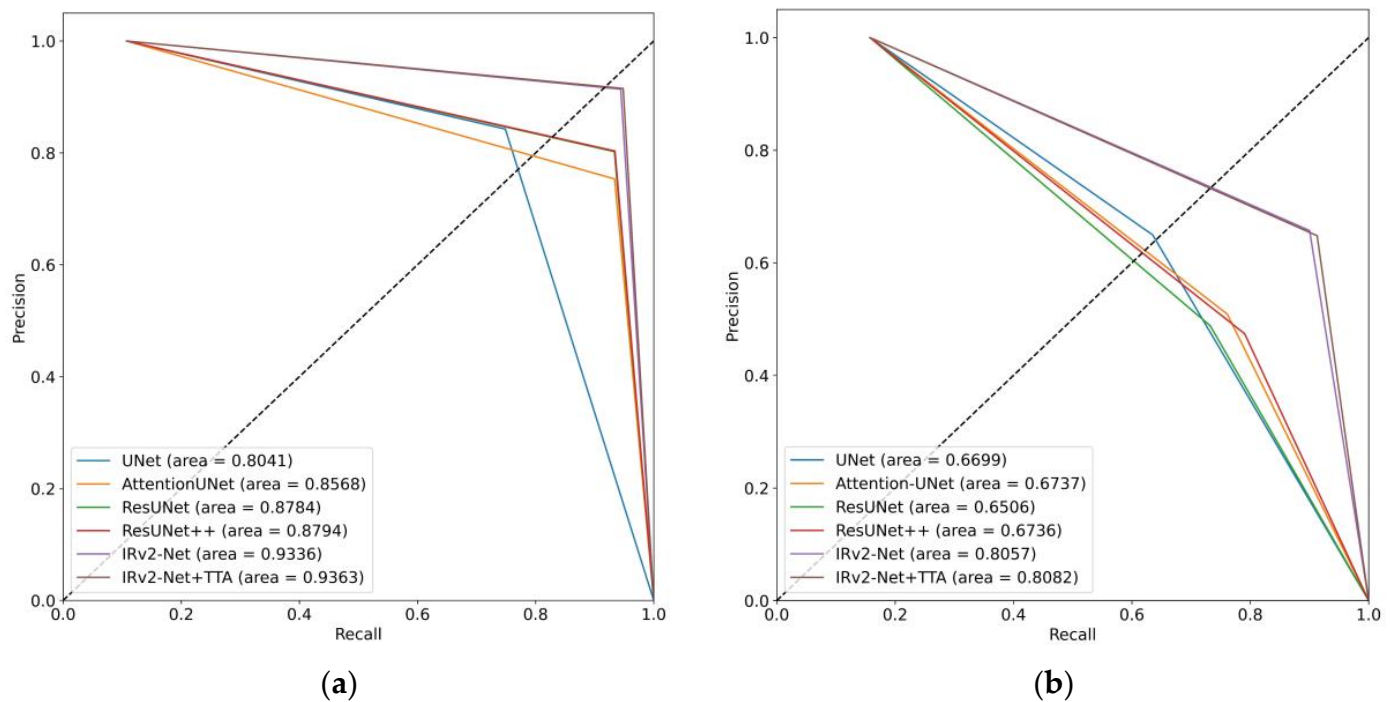 1.0
0.8
0.6
0.4
0.2
0.0
Precision
UNet (area = 0.8041)
AttentionUNet (area = 0.8568)
ResUNet (area = 0.8784)
ResUNet++ (area = 0.8794)
IRv2-Net (area = 0.9336)
IRv2-Net+TTA (area = 0.9363)
0.0 0.2 0.4 0.6 0.8 1.0
Recall
(a)
1.0
0.8
0.6
0.4
0.2
0.0
Precision
UNet (area = 0.6699)
Attention-UNet (area = 0.6737)
ResUNet (area = 0.6506)
ResUNet++ (area = 0.6736)
IRv2-Net (area = 0.8057)
IRv2-Net+TTA (area = 0.8082)
0.0 0.2 0.4 0.6 0.8 1.0
Recall
(b)